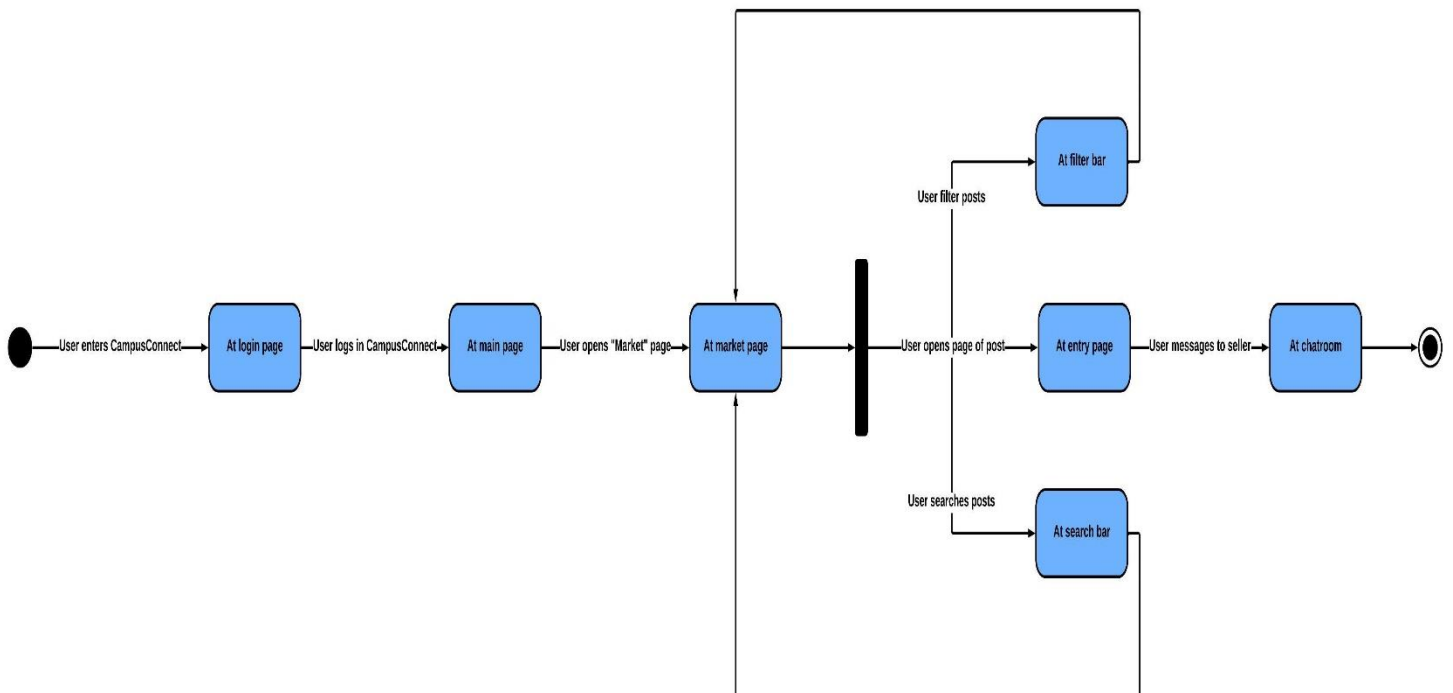 At filter bar
User filter posts
User enters CampusConnect
At login page
User logs in CampusConnect
At main page
User opens "Market" page
At market page
User opens page of post
At entry page
User messages to seller
At chatroom
User searches posts
At search bar